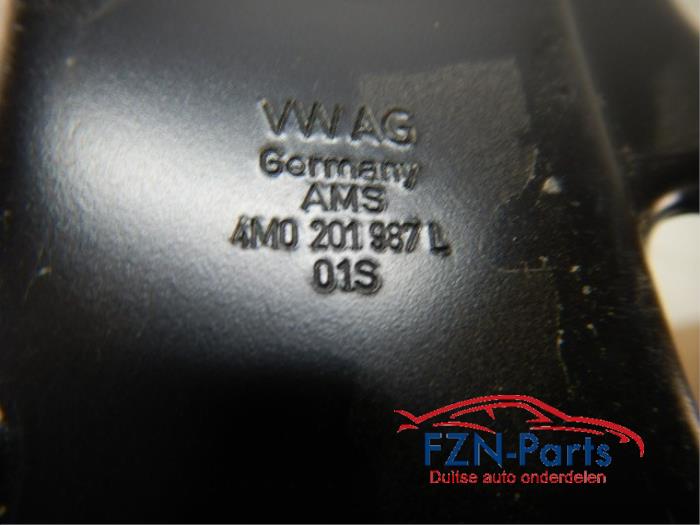 VW AG
Germany
AMS
4M0 201 987 L
01S
FZN-Parts
Duitse auto onderdelen